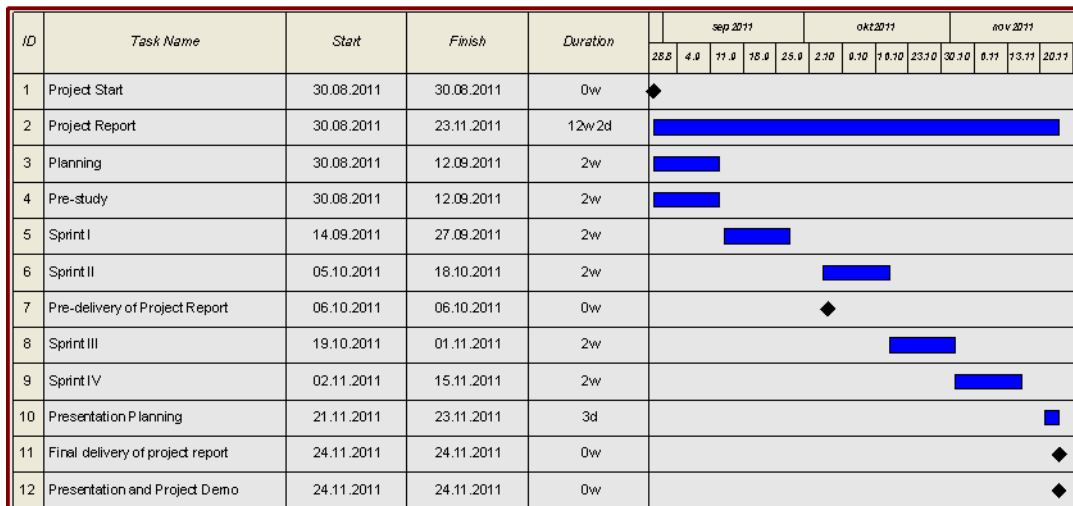 ID Task Name Start Finish Duration sep 2011 okt 2011 nov 2011
28.8 4.9 11.9 18.9 25.9 2.10 9.10 16.10 23.10 30.10 6.11 13.11 20.11
1 Project Start 30.08.2011 30.08.2011 0w
2 Project Report 30.08.2011 23.11.2011 12w 2d
3 Planning 30.08.2011 12.09.2011 2w
4 Pre-study 30.08.2011 12.09.2011 2w
5 Sprint I 14.09.2011 27.09.2011 2w
6 Sprint II 05.10.2011 18.10.2011 2w
7 Pre-delivery of Project Report 06.10.2011 06.10.2011 0w
8 Sprint III 19.10.2011 01.11.2011 2w
9 Sprint IV 02.11.2011 15.11.2011 2w
10 Presentation Planning 21.11.2011 23.11.2011 3d
11 Final delivery of project report 24.11.2011 24.11.2011 0w
12 Presentation and Project Demo 24.11.2011 24.11.2011 0w